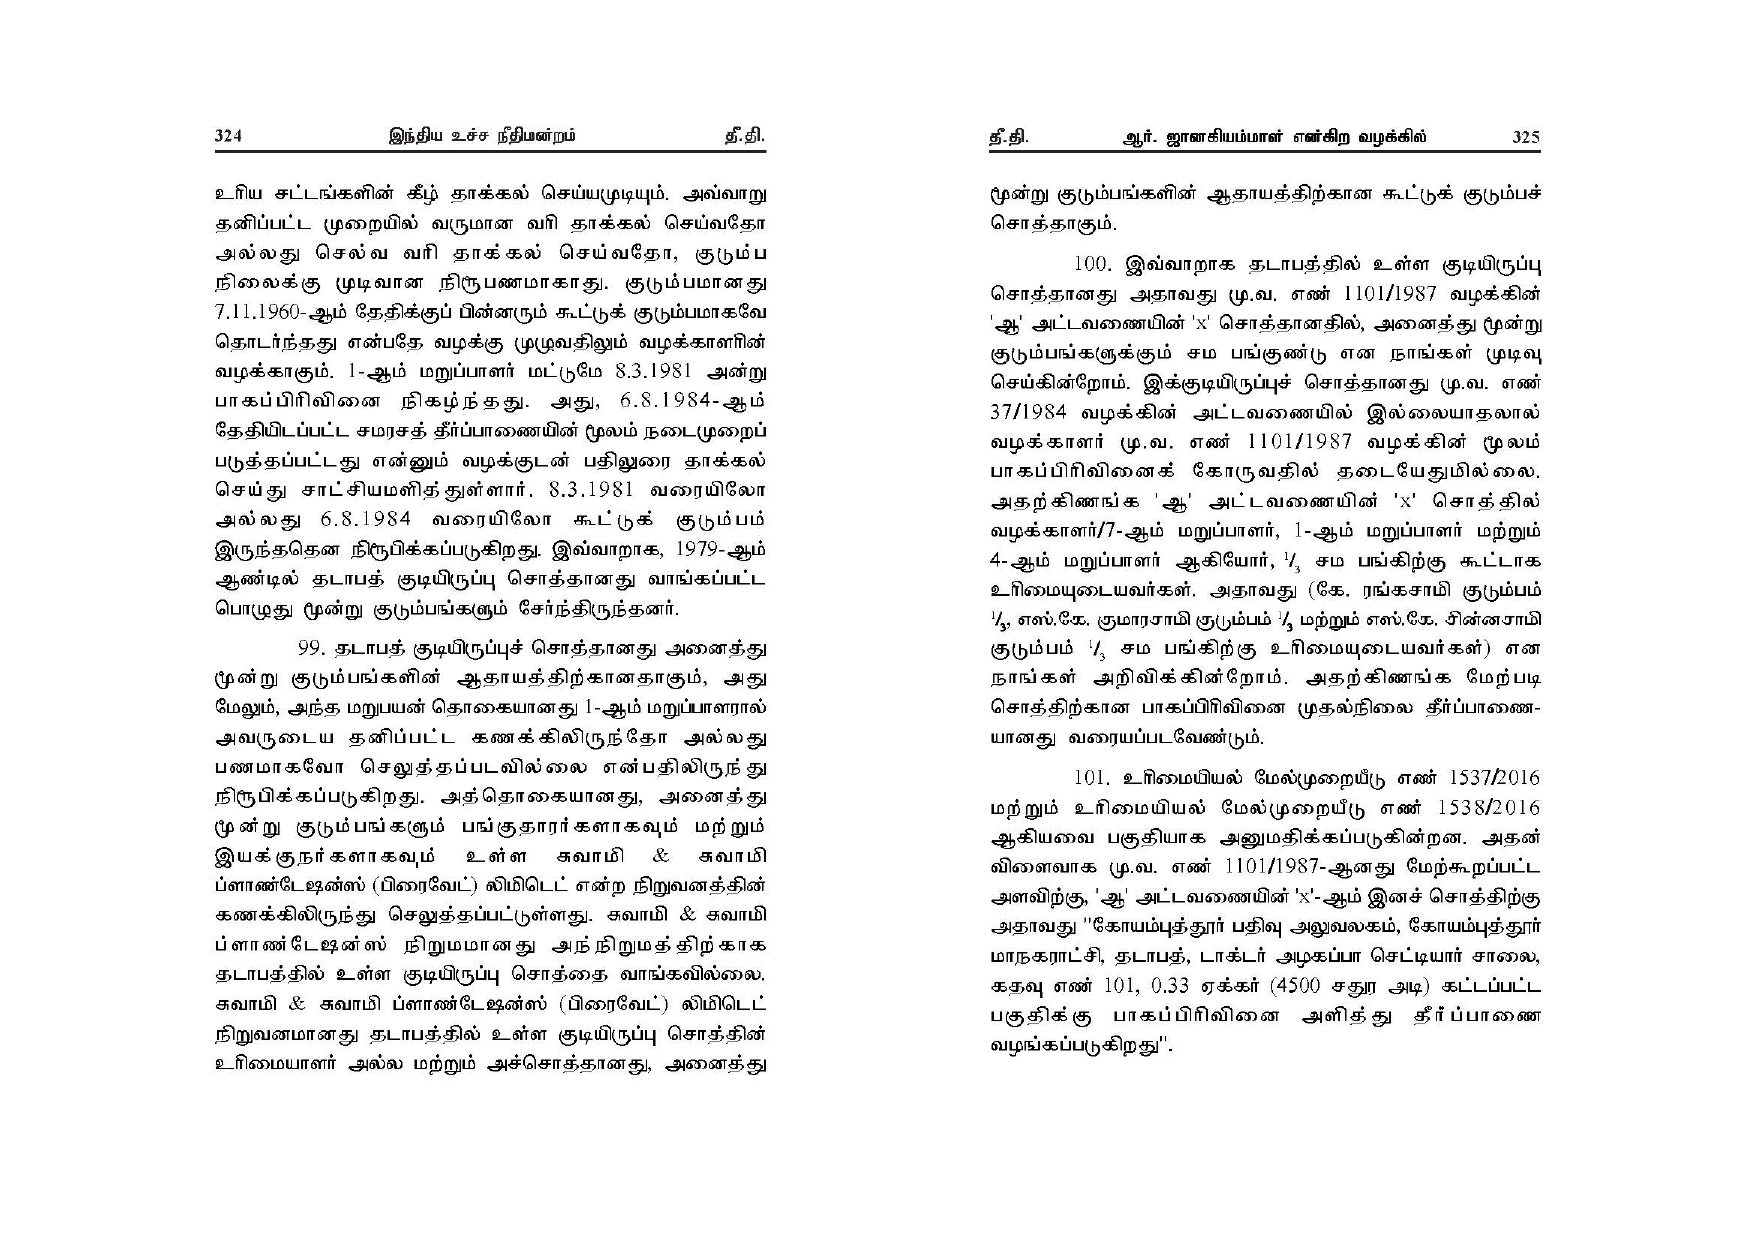 324 இந்திய உச்ச நீதிமன்றம் தீ.தி.
உரிய சட்டங்களின் கீழ் தாக்கல் செய்யமுடியும். அவ்வாறு
தனிப்பட்ட முறையில் வருமான வரி தாக்கல் செய்வதோ
அல்லது செல்வ வரி தாக்கல் செய்வதோ, குடும்ப
நிலைக்கு முடிவான நிரூபணமாகாது. குடும்பமானது
7.11.1960-ஆம் தேதிக்குப் பின்னரும் கூட்டுக் குடும்பமாகவே
தொடர்ந்தது என்பதே வழக்கு முழுவதிலும் வழக்காளரின்
வழக்காகும். 1-ஆம் மறுப்பாளர் மட்டுமே 8.3.1981 அன்று
பாகப்பிரிவினை நிகழ்ந்தது. அது, 6.8.1984-ஆம்
தேதியிடப்பட்ட சமரசத் தீர்ப்பாணையின் மூலம் நடைமுறைப்
படுத்தப்பட்டது என்னும் வழக்குடன் பதிலுரை தாக்கல்
செய்து சாட்சியமளித்துள்ளார். 8.3.1981 வரையிலோ
அல்லது 6.8.1984 வரையிலோ கூட்டுக் குடும்பம்
இருந்ததென நிரூபிக்கப்படுகிறது. இவ்வாறாக, 1979-ஆம்
ஆண்டில் தடாபத் குடியிருப்பு சொத்தானது வாங்கப்பட்ட
பொழுது மூன்று குடும்பங்களும் சேர்ந்திருந்தனர்.
99. தடாபத் குடியிருப்புச் சொத்தானது அனைத்து
மூன்று குடும்பங்களின் ஆதாயத்திற்கானதாகும், அது
மேலும், அந்த மறுபயன் தொகையானது 1-ஆம் மறுப்பாளரால்
அவருடைய தனிப்பட்ட கணக்கிலிருந்தோ அல்லது
பணமாகவோ செலுத்தப்படவில்லை என்பதிலிருந்து
நிரூபிக்கப்படுகிறது. அத்தொகையானது, அனைத்து
மூன்று குடும்பங்களும் பங்குதாரர்களாகவும் மற்றும்
இயக்குநர்களாகவும் உள்ள சுவாமி & சுவாமி
ப்ளாண்டேஷன்ஸ் (பிரைவேட்) லிமிடெட் என்ற நிறுவனத்தின்
கணக்கிலிருந்து செலுத்தப்பட்டுள்ளது. சுவாமி & சுவாமி
ப்ளாண்டேஷன்ஸ் நிறுமமானது அந்நிறுமத்திற்காக
தடாபத்தில் உள்ள குடியிருப்பு சொத்தை வாங்கவில்லை.
சுவாமி & சுவாமி ப்ளாண்டேஷன்ஸ் (பிரைவேட்) லிமிடெட்
நிறுவனமானது தடாபத்தில் உள்ள குடியிருப்பு சொத்தின்
உரிமையாளர் அல்ல மற்றும் அச்சொத்தானது, அனைத்து
தீ.தி. ஆர். ஜானகியம்மாள் எண்கிற வழக்கில் 325
மூன்று குடும்பங்களின் ஆதாயத்திற்கான கூட்டுக் குடும்பச்
சொத்தாகும்.
100. இவ்வாறாக தடாபத்தில் உள்ள குடியிருப்பு
சொத்தானது அதாவது மு.வ. எண் 1101/1987 வழக்கின்
'ஆ' அட்டவணையின் 'x' சொத்தானதில், அனைத்து மூன்று
குடும்பங்களுக்கும் சம பங்குண்டு என நாங்கள் முடிவு
செய்கின்றோம். இக்குடியிருப்புச் சொத்தானது மு.வ. எண்
37/1984 வழக்கின் அட்டவணையில் இல்லையாதலால்
வழக்காளர் மு.வ. எண் 1101/1987 வழக்கின் மூலம்
பாகப்பிரிவினைக் கோருவதில் தடையேதுமில்லை.
அதற்கிணங்க 'ஆ' அட்டவணையின் 'x' சொத்தில்
வழக்காளர்/7-ஆம் மறுப்பாளர், 1-ஆம் மறுப்பாளர் மற்றும்
4-ஆம் மறுப்பாளர் ஆகியோர், 1/3 சம பங்கிற்கு கூட்டாக
உரிமையுடையவர்கள். அதாவது (கே. ரங்கசாமி குடும்பம்
1/3, எஸ்.கே. குமாரசாமி குடும்பம் 1/3 மற்றும் எஸ்.கே. சின்னசாமி
குடும்பம் 1/3 சம பங்கிற்கு உரிமையுடையவர்கள்) என
நாங்கள் அறிவிக்கின்றோம். அதற்கிணங்க மேற்படி
சொத்திற்கான பாகப்பிரிவினை முதல்நிலை தீர்ப்பாணை-
யானது வரையப்படவேண்டும்.
101. உரிமையியல் மேல்முறையீடு எண் 1537/2016
மற்றும் உரிமையியல் மேல்முறையீடு எண் 1538/2016
ஆகியவை பகுதியாக அனுமதிக்கப்படுகின்றன. அதன்
விளைவாக மு.வ. எண் 1101/1987-ஆனது மேற்கூறப்பட்ட
அளவிற்கு, 'ஆ' அட்டவணையின் 'x'-ஆம் இனச் சொத்திற்கு
அதாவது "கோயம்புத்தூர் பதிவு அலுவலகம், கோயம்புத்தூர்
மாநகராட்சி, தடாபத், டாக்டர் அழகப்பா செட்டியார் சாலை,
கதவு எண் 101, 0.33 ஏக்கர் (4500 சதுர அடி) கட்டப்பட்ட
பகுதிக்கு பாகப்பிரிவினை அளித்து தீர்ப்பாணை
வழங்கப்படுகிறது".